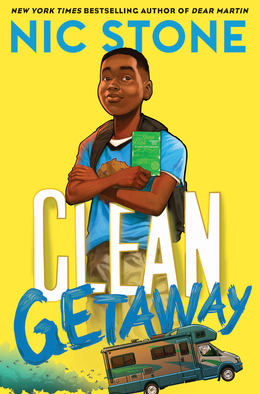 NEW YORK TIMES BESTSELLING AUTHOR OF DEAR MARTIN
NIC STONE
CLEAN
GETAWAY